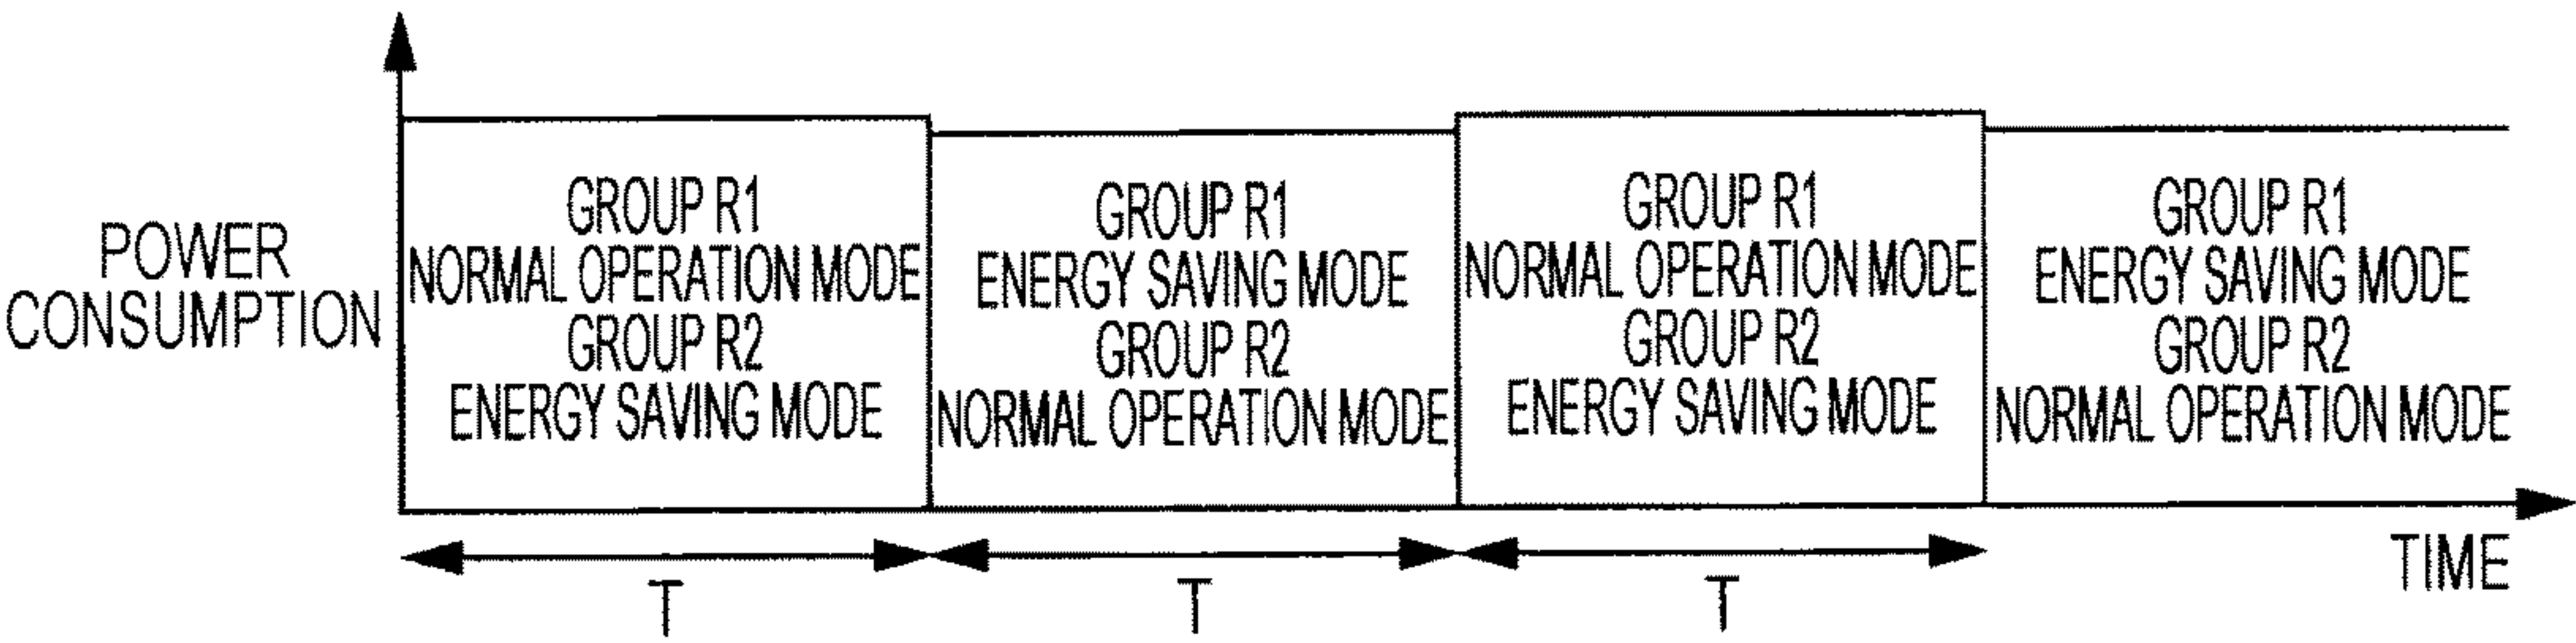 POWER
CONSUMPTION
GROUP R1
NORMAL OPERATION MODE
GROUP R2
ENERGY SAVING MODE
GROUP R1
ENERGY SAVING MODE
GROUP R2
NORMAL OPERATION MODE
GROUP R1
NORMAL OPERATION MODE
GROUP R2
ENERGY SAVING MODE
GROUP R1
ENERGY SAVING MODE
GROUP R2
NORMAL OPERATION MODE
T
T
T
TIME